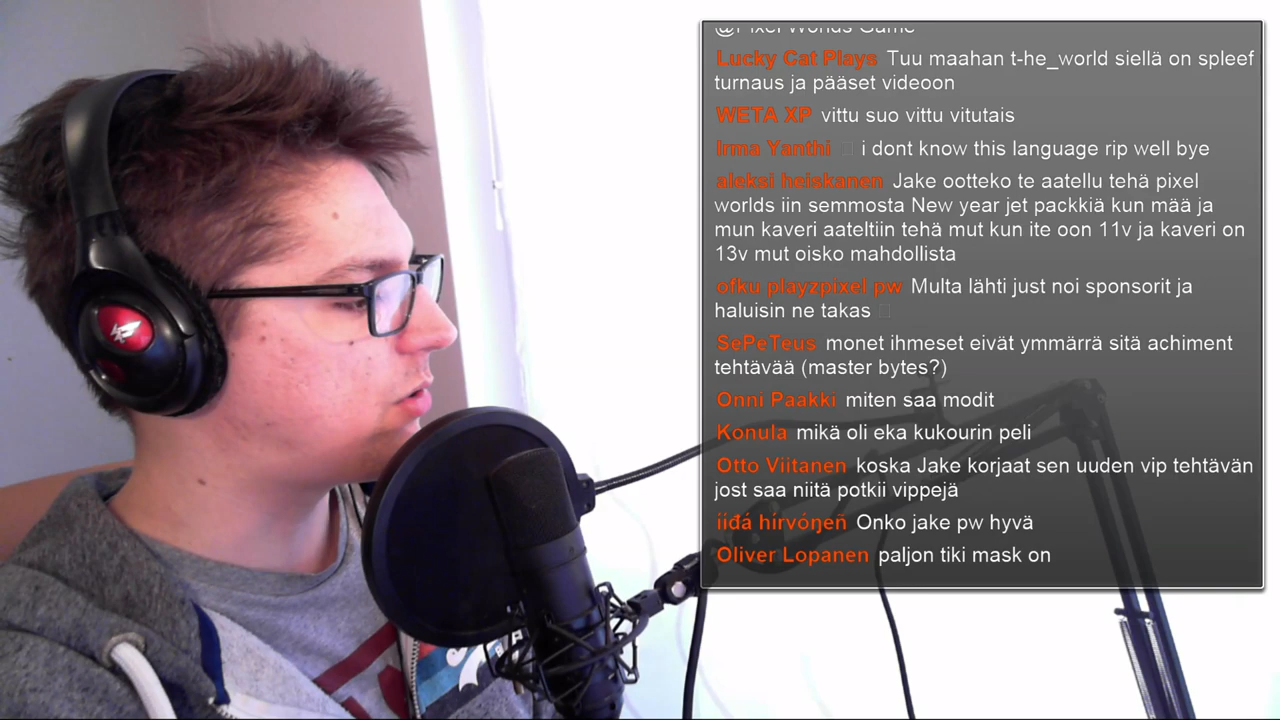 @Pixel Worlds Game
Lucky Cat Plays Tuu maahan t-he_world siellä on spleef
turnaus ja pääset videoon
WETA XP vittu suo vittu vitutais
Irma Yanthi i dont know this language rip well bye
aleksi heiskanen Jake ootteko te aatellu tehä pixel
worlds iin semmosta New year jet packkiä kun mää ja
mun kaveri aateltiin tehä mut kun ite oon 11v ja kaveri on
13v mut oisko mahdollista
ofku playzpixel pw Multa lähti just noi sponsorit ja
haluisin ne takas
SePeTeus monet ihmeset eivät ymmärrä sitä achiment
tehtävää (master bytes?)
Onni Paakki miten saa modit
Konula mikä oli eka kukourin peli
Otto Viitanen koska Jake korjaat sen uuden vip tehtävän
jost saa niitä potkii vippejä
ííđá hírvóŋeñ Onko jake pw hyvä
Oliver Lopanen paljon tiki mask on